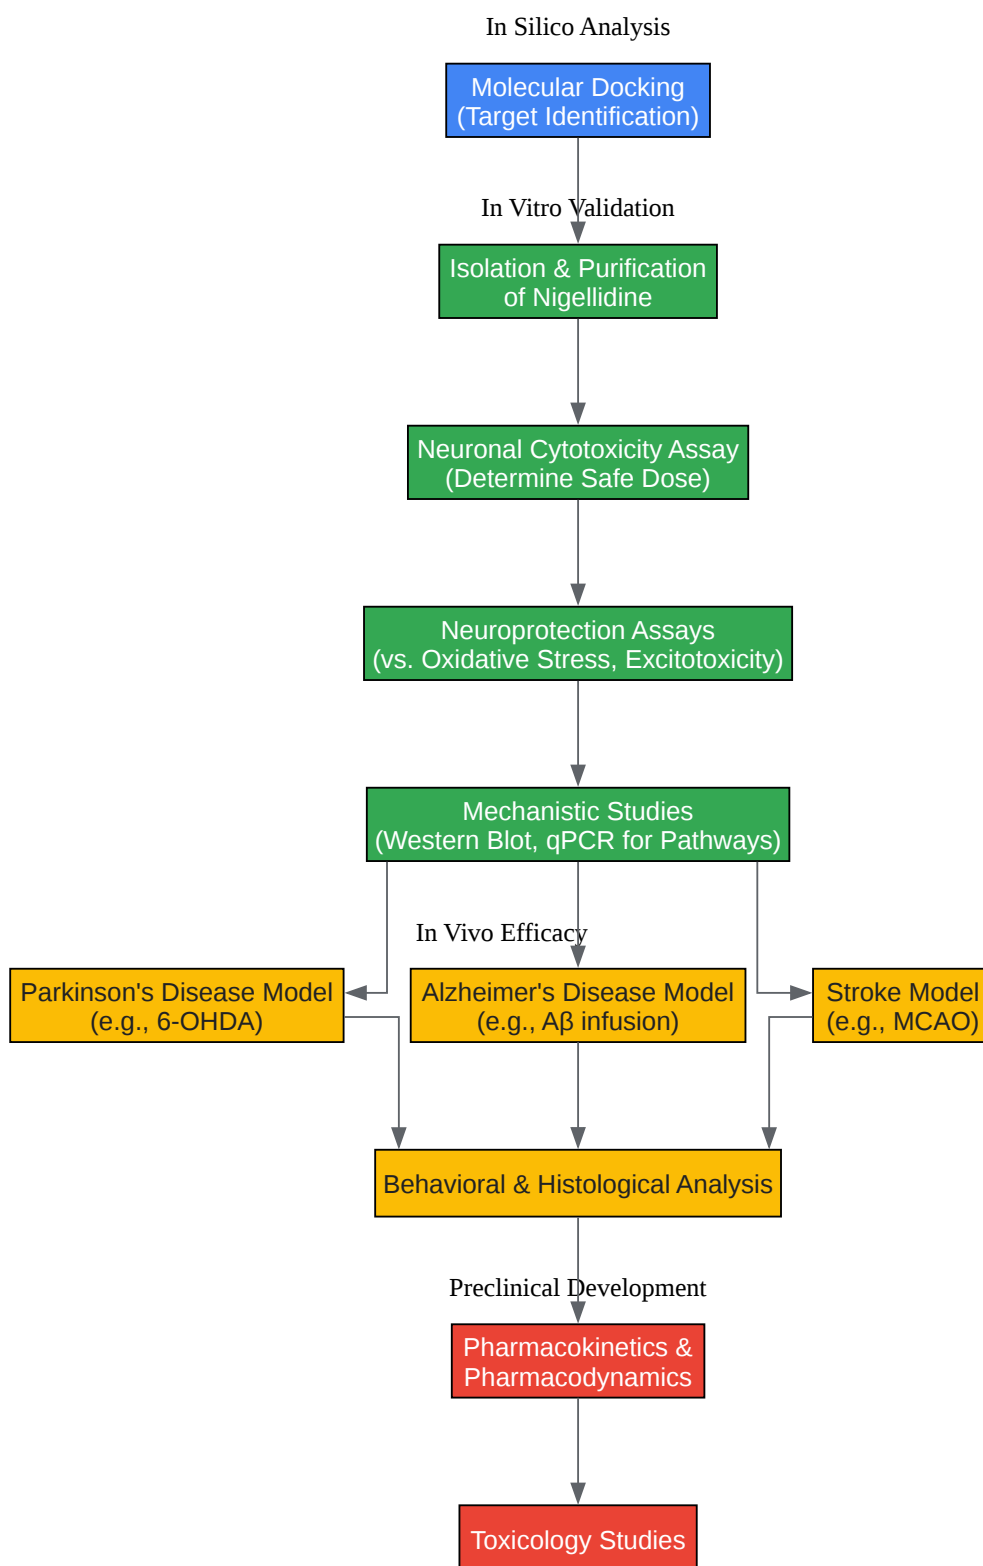 In Silico Analysis
Molecular Docking
(Target Identification)
In Vitro Validation
Isolation & Purification
of Nigellidine
Neuronal Cytotoxicity Assay
(Determine Safe Dose)
Neuroprotection Assays
(vs. Oxidative Stress, Excitotoxicity)
Mechanistic Studies
(Western Blot, qPCR for Pathways)
In Vivo Efficacy
Parkinson's Disease Model
(e.g., 6-OHDA)
Alzheimer's Disease Model
(e.g., Aβ infusion)
Stroke Model
(e.g., MCAO)
Behavioral & Histological Analysis
Preclinical Development
Pharmacokinetics &
Pharmacodynamics
Toxicology Studies